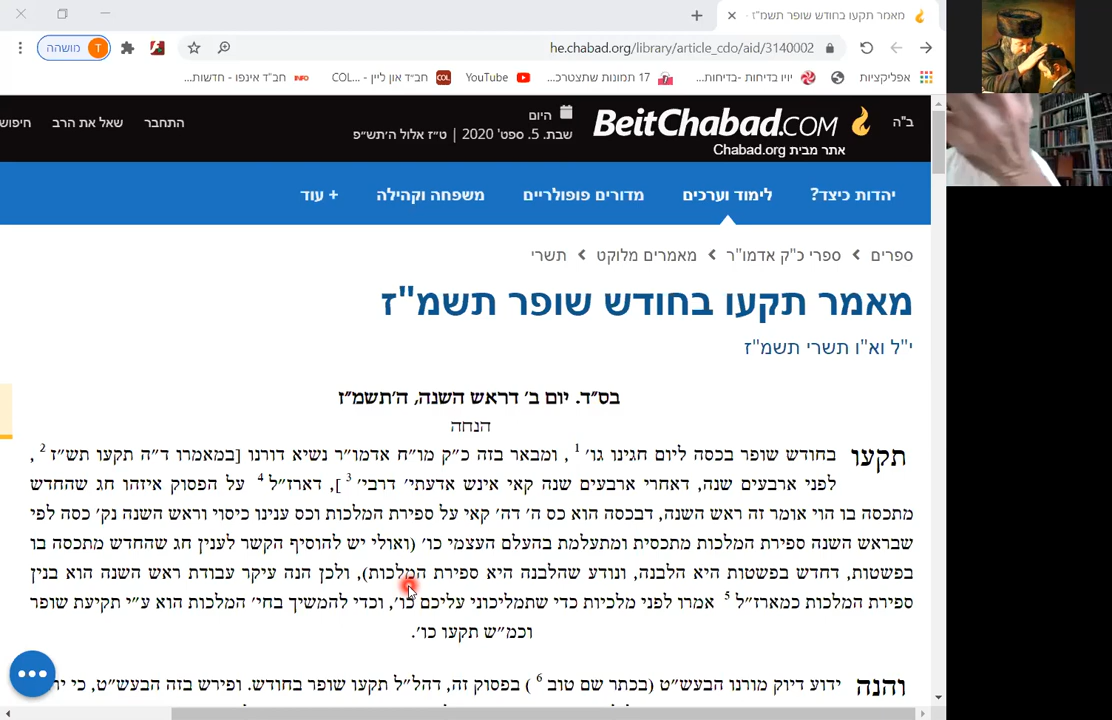 מאמר תקעו בחודש שופר תשמ"ז
מושהה
T
he.chabad.org/library/article_cdo/aid/3140002
אפליקציות
יויו בדיחות -בדיחות...
17 תמונות שתצטרכ...
YouTube
COL
חב״ד און ליין - COL...
INFO
חב"ד אינפו - חדשות...
ב"ה
BeitChabad.COM
אתר מבית Chabad.org
היום
שבת. 5. ספט' 2020 | ט״ז אלול ה׳תש״פ
התחבר
שאל את הרב
חיפוש
יהדות כיצד?
לימוד וערכים
מדורים פופולריים
משפחה וקהילה
+ עוד
ספרים > ספרי כ"ק אדמו"ר > מאמרים מלוקט > תשרי
מאמר תקעו בחודש שופר תשמ"ז
י"ל וא"ו תשרי תשמ"ז
בס״ד. יום ב׳ דראש השנה, ה׳תשמ״ז
הנחה
תקעו בחודש שופר בכסה ליום חגינו גו׳ 1 , ומבאר בזה כ״ק מו״ח אדמו״ר נשיא דורנו [במאמרו ד״ה תקעו תש״ז 2 ,
לפני ארבעים שנה, דאחרי ארבעים שנה קאי אינש אדעתי׳ דרבי׳ 3 ], דארז״ל 4 על הפסוק איזהו חג שהחדש
מתכסה בו הוי אומר זה ראש השנה, דבכסה הוא כס ה׳ דה׳ קאי על ספירת המלכות וכס ענינו כיסוי וראש השנה נק׳ כסה לפי
שבראש השנה ספירת המלכות מתכסית ומתעלמת בהעלם העצמי כו׳ (ואולי יש להוסיף הקשר לענין חג שהחדש מתכסה בו
בפשטות, דחדש בפשטות היא הלבנה, ונודע שהלבנה היא ספירת המלכות), ולכן הנה עיקר עבודת ראש השנה הוא בנין
ספירת המלכות כמארז״ל 5 אמרו לפני מלכיות כדי שתמליכוני עליכם כו׳, וכדי להמשיך בחי׳ המלכות הוא ע״י תקיעת שופר
וכמ״ש תקעו כו׳.
והנה ידוע דיוק מורנו הבעש״ט (בכתר שם טוב 6 ) בפסוק זה, דהל״ל תקעו שופר בחודש. ופירש בזה הבעש״ט, כי